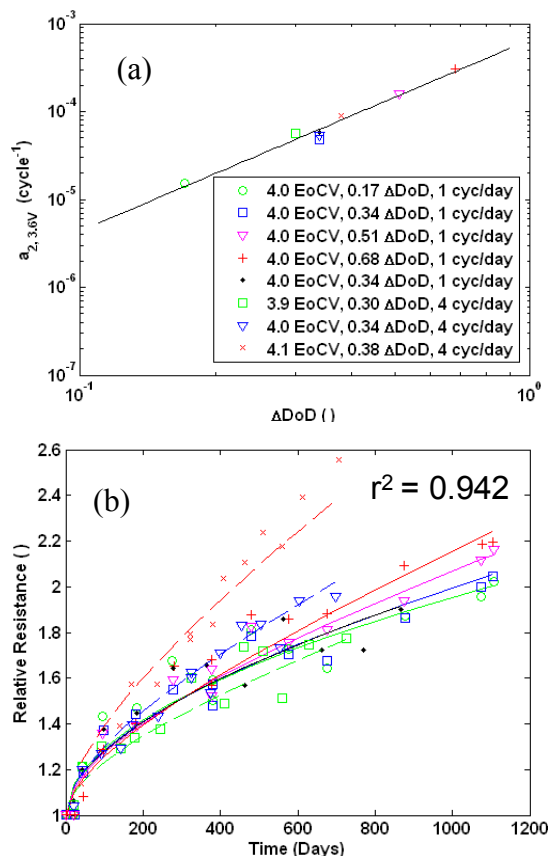 (a)
10⁻³
10⁻⁴
10⁻⁵
10⁻⁶
10⁻⁷
a2, 3.6V (cycle⁻¹)
4.0 EoCV, 0.17 ΔDoD, 1 cyc/day
4.0 EoCV, 0.34 ΔDoD, 1 cyc/day
4.0 EoCV, 0.51 ΔDoD, 1 cyc/day
4.0 EoCV, 0.68 ΔDoD, 1 cyc/day
4.0 EoCV, 0.34 ΔDoD, 1 cyc/day
3.9 EoCV, 0.30 ΔDoD, 4 cyc/day
4.0 EoCV, 0.34 ΔDoD, 4 cyc/day
4.1 EoCV, 0.38 ΔDoD, 4 cyc/day
10⁻¹ 10⁰
ΔDoD ()
(b)
r² = 0.942
2.6
2.4
2.2
2
1.8
1.6
1.4
1.2
1
Relative Resistance ()
0 200 400 600 800 1000 1200
Time (Days)